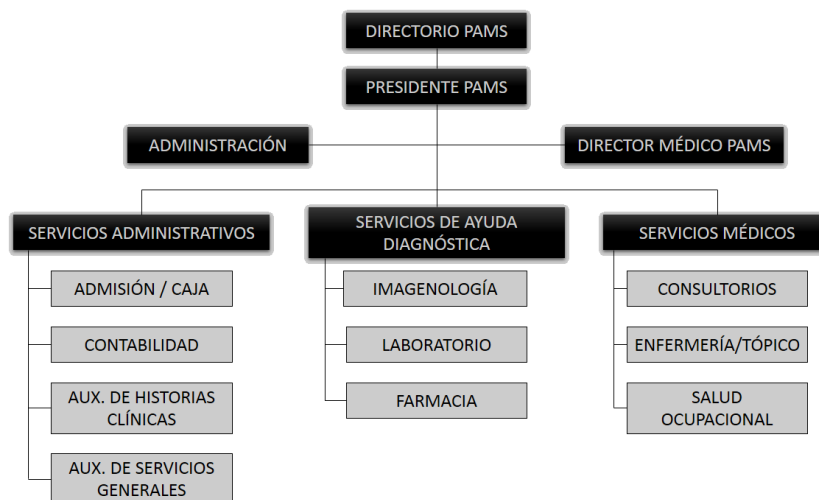 DIRECTORIO PAMS
PRESIDENTE PAMS
ADMINISTRACIÓN
DIRECTOR MÉDICO PAMS
SERVICIOS ADMINISTRATIVOS
SERVICIOS DE AYUDA
DIAGNÓSTICA
SERVICIOS MÉDICOS
ADMISIÓN / CAJA
CONTABILIDAD
AUX. DE HISTORIAS
CLÍNICAS
AUX. DE SERVICIOS
GENERALES
IMAGENOLOGÍA
LABORATORIO
FARMACIA
CONSULTORIOS
ENFERMERÍA/TÓPICO
SALUD
OCUPACIONAL